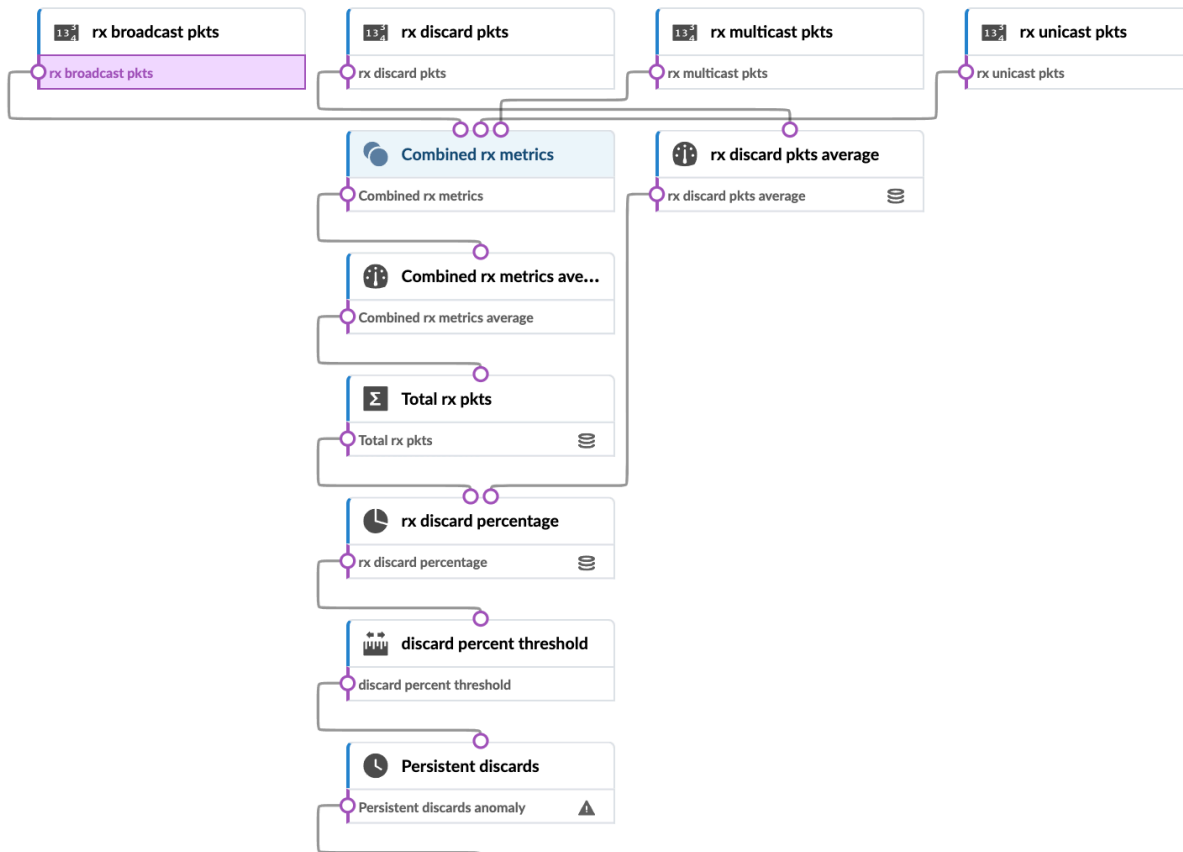 rx broadcast pkts
rx broadcast pkts
rx discard pkts
rx discard pkts
rx multicast pkts
rx multicast pkts
rx unicast pkts
rx unicast pkts
Combined rx metrics
Combined rx metrics
rx discard pkts average
rx discard pkts average
Combined rx metrics ave...
Combined rx metrics average
Total rx pkts
Total rx pkts
rx discard percentage
rx discard percentage
discard percent threshold
discard percent threshold
Persistent discards
Persistent discards anomaly